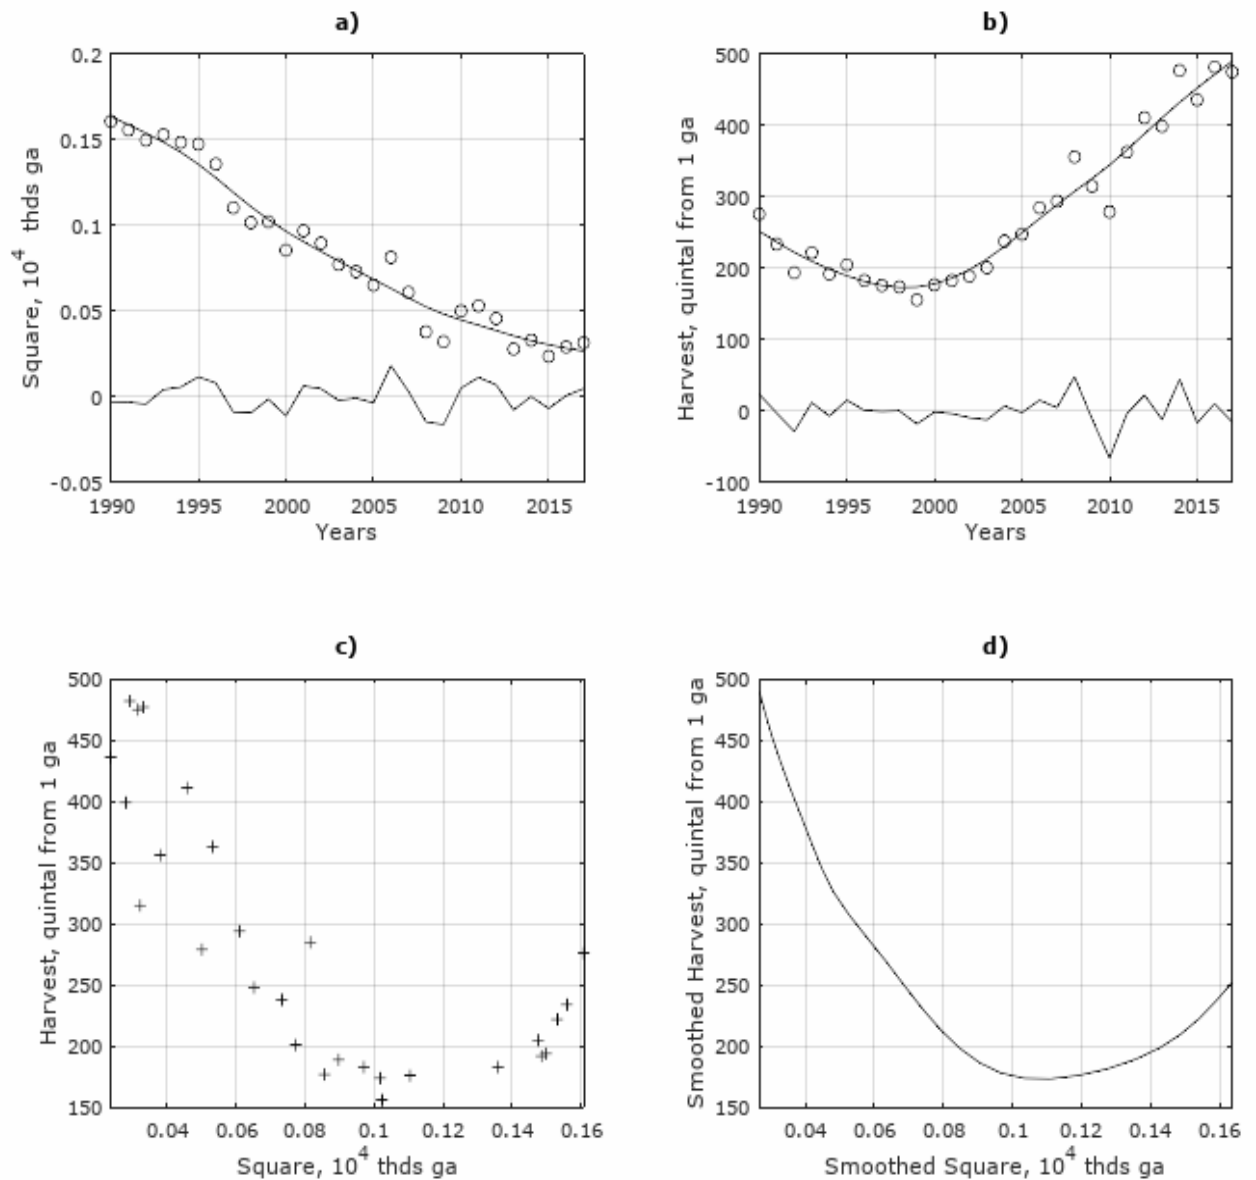 a)
0.2
0.15
0.1
0.05
0
-0.05
1990 1995 2000 2005 2010 2015
Years
Square, 10^4 thds ga
b)
500
400
300
200
100
0
-100
1990 1995 2000 2005 2010 2015
Years
Harvest, quintal from 1 ga
c)
500
450
400
350
300
250
200
150
0.04 0.06 0.08 0.1 0.12 0.14 0.16
Square, 10^4 thds ga
Harvest, quintal from 1 ga
d)
500
450
400
350
300
250
200
150
0.04 0.06 0.08 0.1 0.12 0.14 0.16
Smoothed Square, 10^4 thds ga
Smoothed Harvest, quintal from 1 ga